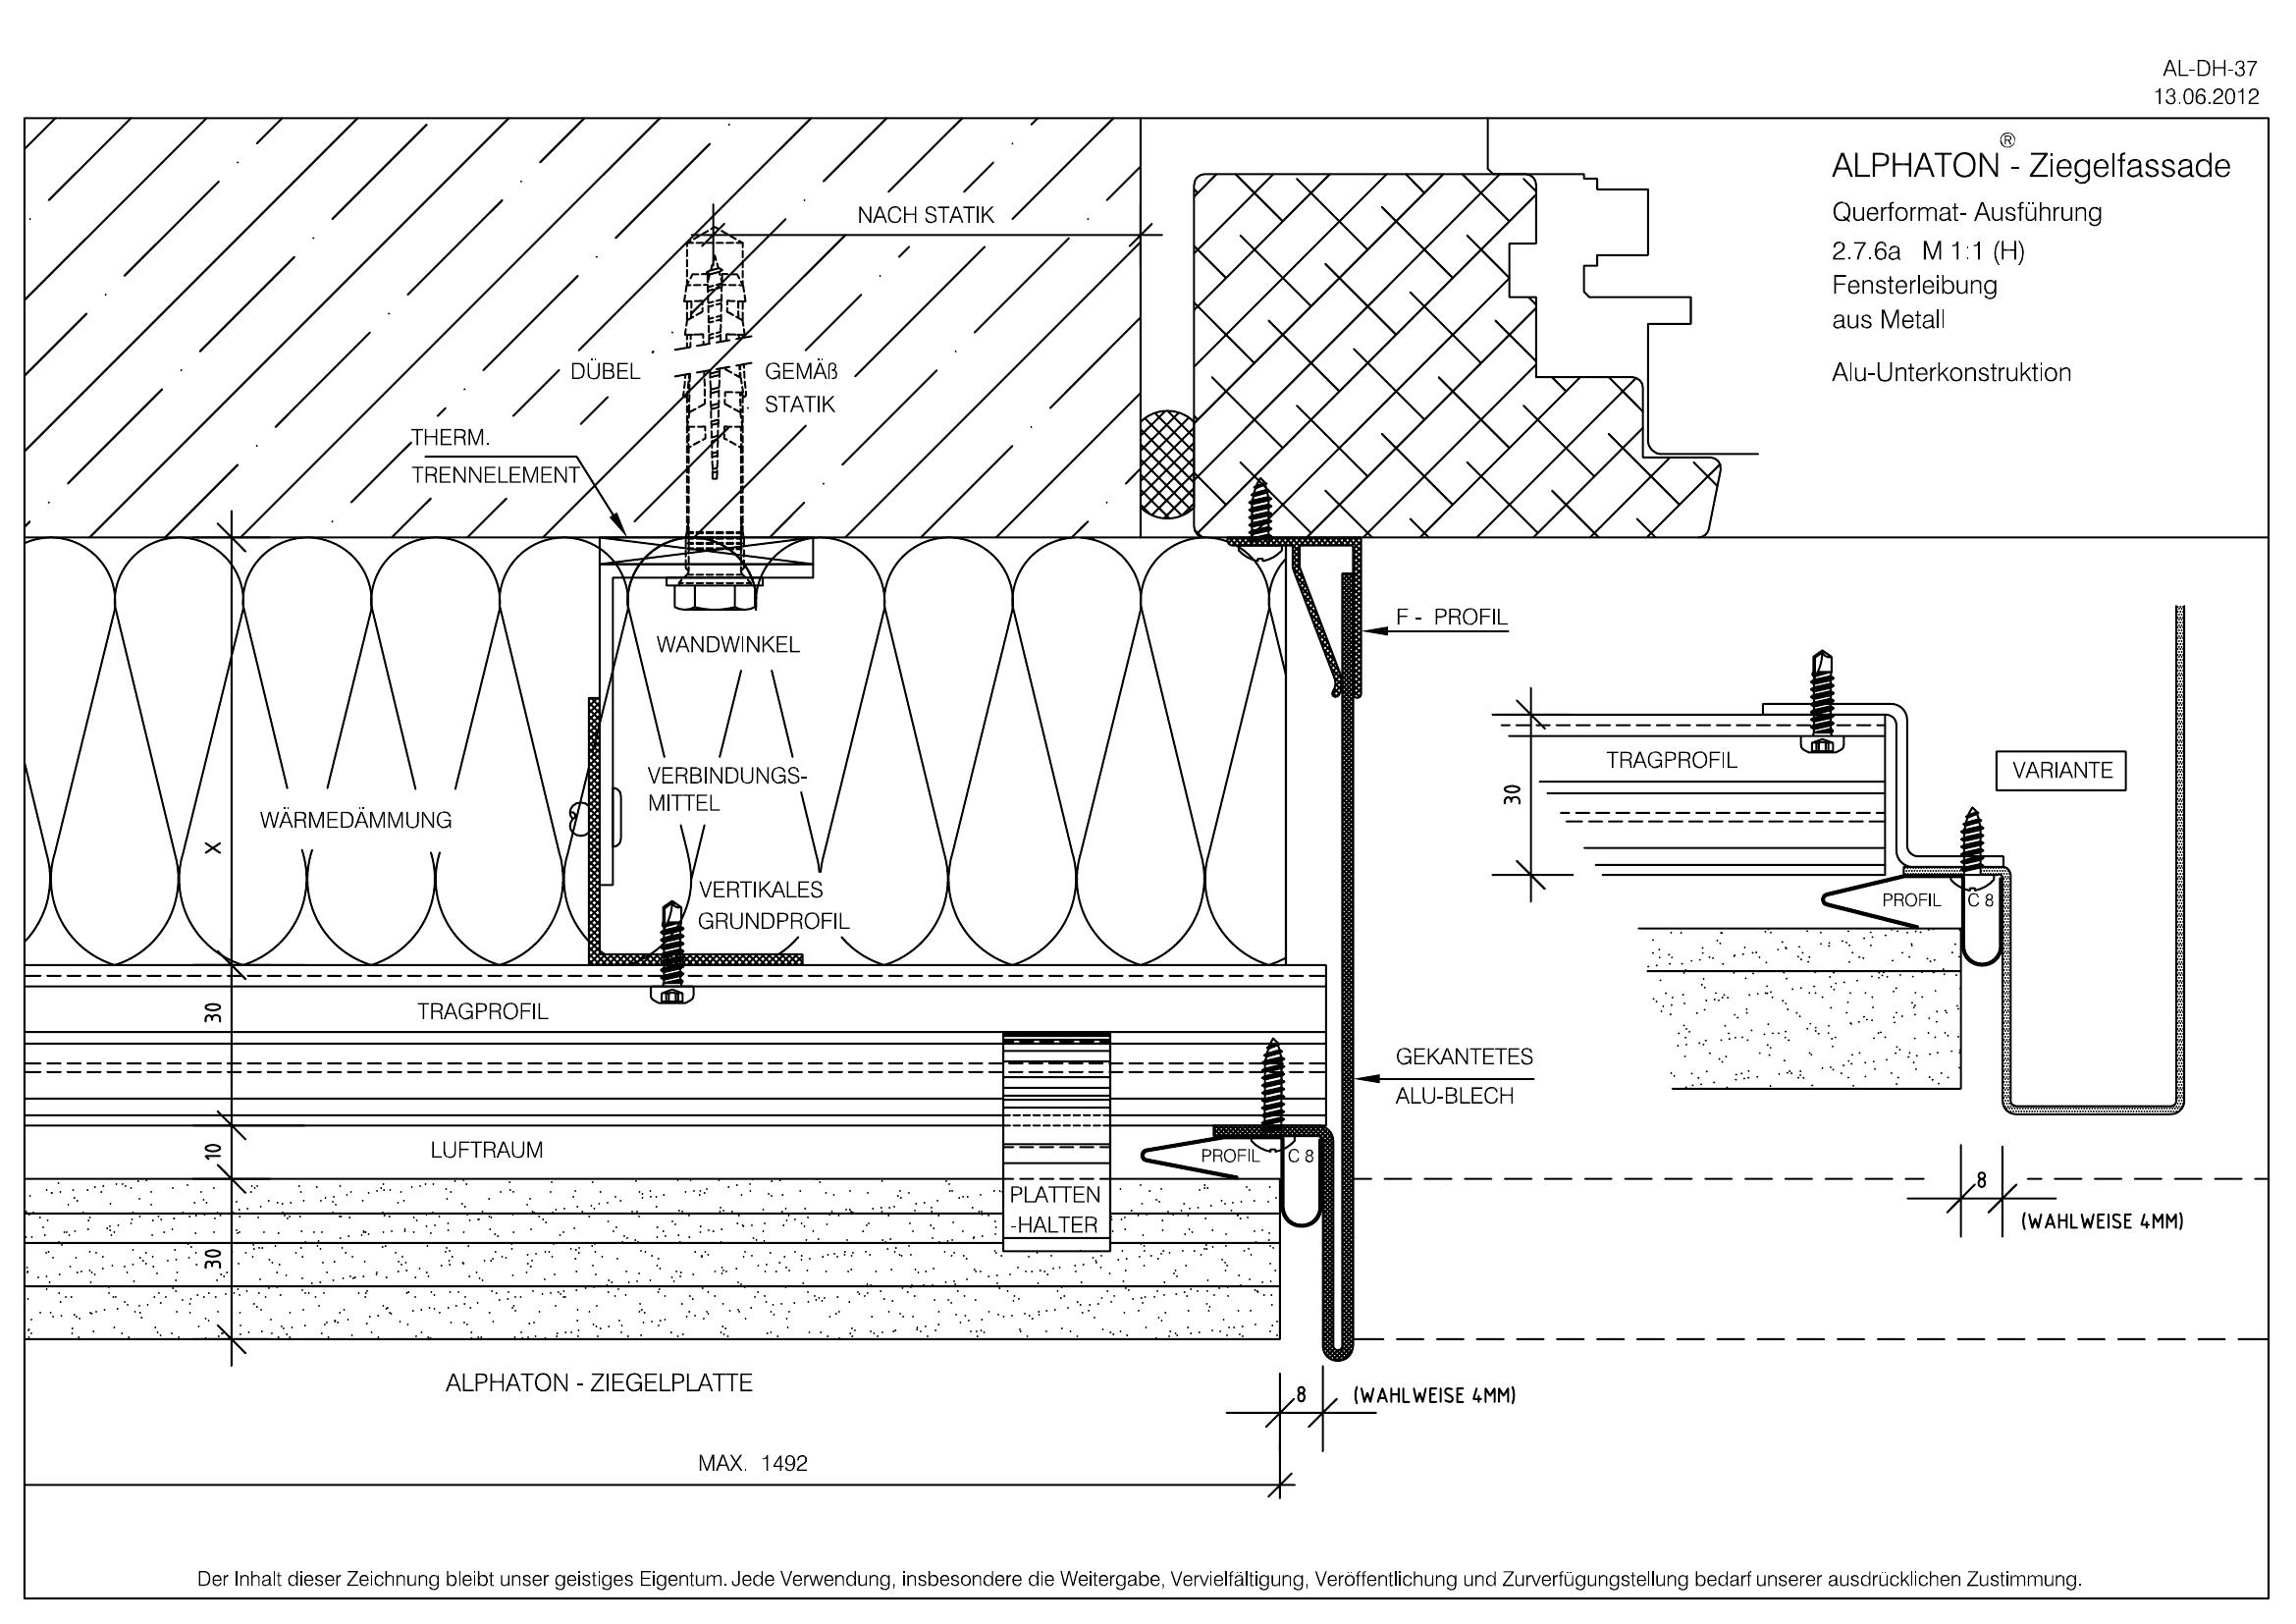 AL-DH-37
13.06.2012
®
ALPHATON - Ziegelfassade
Querformat- Ausführung
2.7.6a M 1:1 (H)
Fensterleibung
aus Metall
Alu-Unterkonstruktion
NACH STATIK
DÜBEL
GEMÄß
STATIK
THERM.
TRENNELEMENT
WANDWINKEL
F - PROFIL
VERBINDUNGS-
MITTEL
WÄRMEDÄMMUNG
X
VERTIKALES
GRUNDPROFIL
TRAGPROFIL
30
VARIANTE
PROFIL
C 8
TRAGPROFIL
30
GEKANTETES
ALU-BLECH
LUFTRAUM
10
PROFIL
C 8
PLATTEN
-HALTER
30
8
(WAHLWEISE 4MM)
ALPHATON - ZIEGELPLATTE
8
(WAHLWEISE 4MM)
MAX. 1492
Der Inhalt dieser Zeichnung bleibt unser geistiges Eigentum. Jede Verwendung, insbesondere die Weitergabe, Vervielfältigung, Veröffentlichung und Zurverfügungstellung bedarf unserer ausdrücklichen Zustimmung.